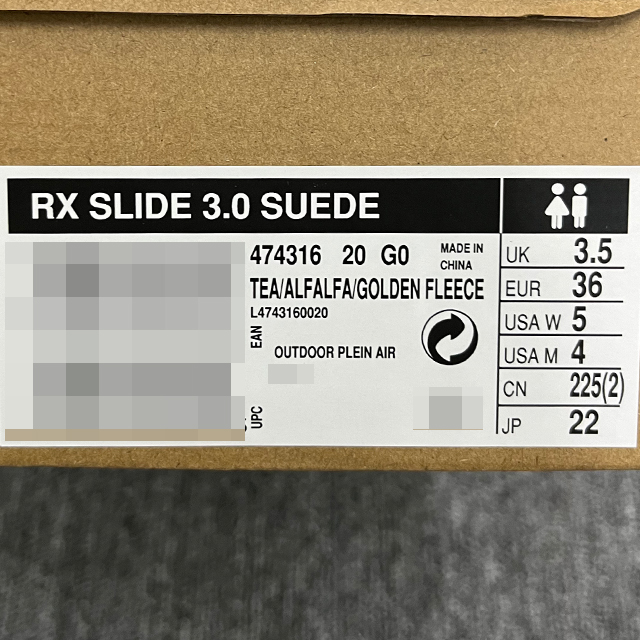 RX SLIDE 3.0 SUEDE
474316 20 G0
MADE IN
CHINA
TEA/ALFALFA/GOLDEN FLEECE
L4743160020
EAN
OUTDOOR PLEIN AIR
UPC
UK 3.5
EUR 36
USA W 5
USA M 4
CN 225(2)
JP 22